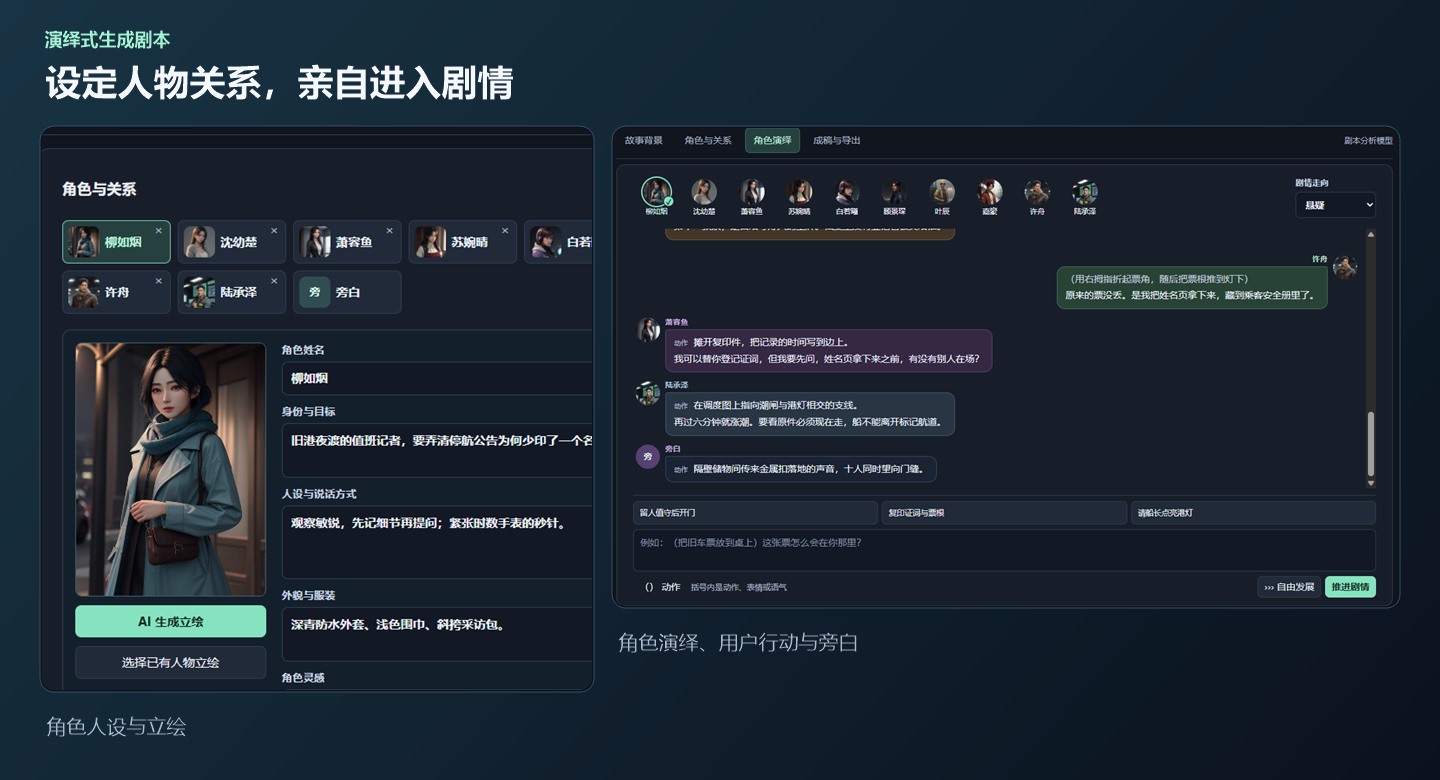 演绎式生成剧本
设定人物关系，亲自进入剧情
角色与关系
柳如烟 ×
沈幼楚 ×
萧容鱼 ×
苏婉晴 ×
白若
许舟 ×
陆承泽 ×
旁 旁白
角色姓名
柳如烟
身份与目标
旧港夜渡的值班记者，要弄清停航公告为何少印了一个名
人设与说话方式
观察敏锐，先记细节再提问；紧张时数手表的秒针。
外貌与服装
深青防水外套、浅色围巾、斜挎采访包。
角色灵感
AI 生成立绘
选择已有人物立绘
角色人设与立绘
故事背景 角色与关系 角色演绎 成稿与导出
剧本分析模型
柳如烟 沈幼楚 萧容鱼 苏婉晴 白若曦 顾景琛 叶辰 许舟 陆承泽
剧情走向
悬疑
许舟
（用右拇指折起票角，随后把票根推到灯下）
原来的票没丢。是我把姓名页拿下来，藏到乘客安全册里了。
萧容鱼
动作 摊开复印件，把记录的时间写到边上。
我可以替你登记证词，但我要先问，姓名页拿下来之前，有没有别人在场？
陆承泽
动作 在调度图上指向潮闸与港灯相交的支线。
再过六分钟就涨潮。要看原件必须现在走，船不能离开标记航道。
旁
旁白
动作 隔壁储物间传来金属扣落地的声音，十人同时望向门缝。
留人值守后开门
复印证词与票根
请船长点亮港灯
例如：（把旧车票放到桌上）这张票怎么会在你那里？
() 动作 括号内是动作、表情或语气
››› 自由发展
推进剧情
角色演绎、用户行动与旁白